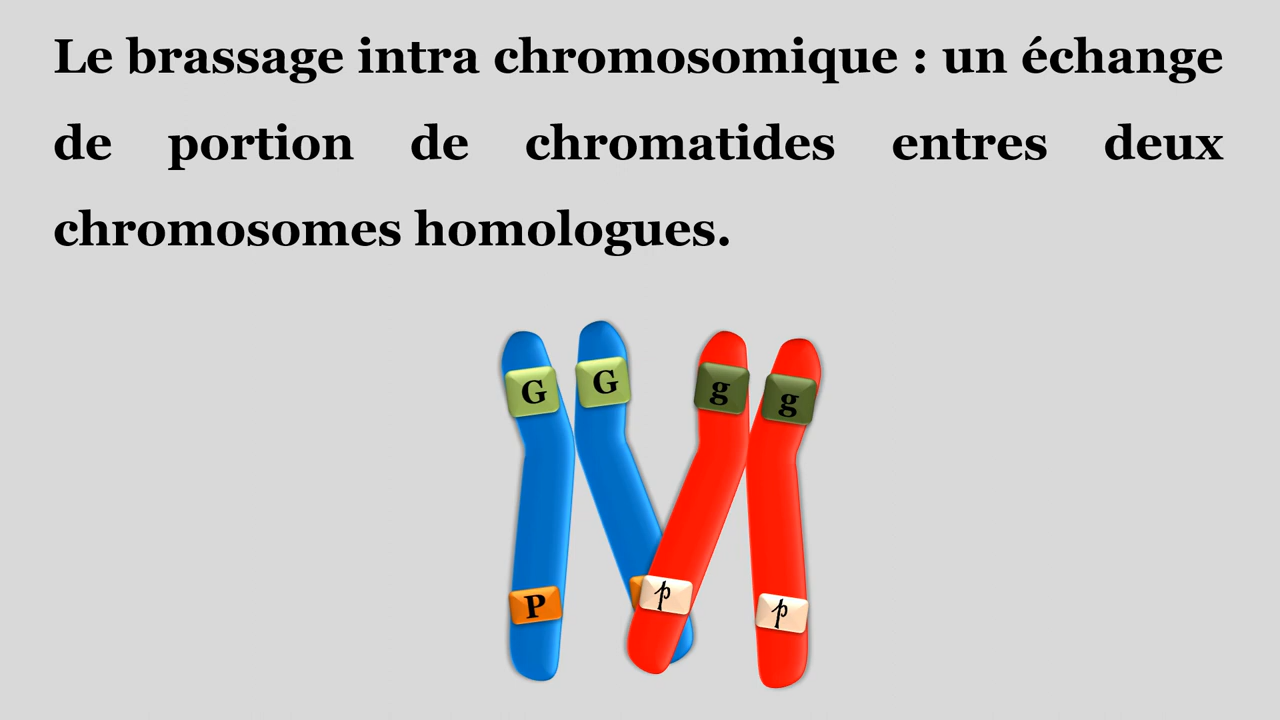 Le brassage intra chromosomique : un échange
de portion de chromatides entres deux
chromosomes homologues.
G G g g
P p p